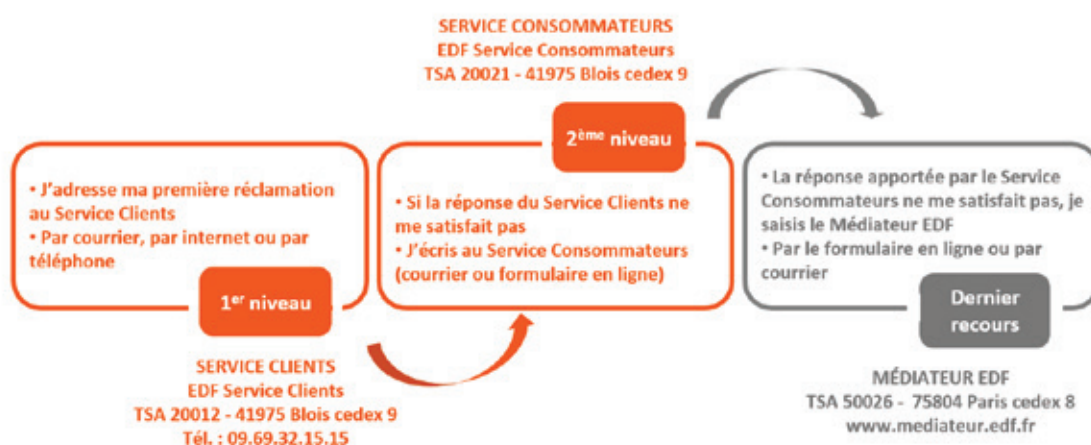 • J'adresse ma première réclamation
au Service Clients
• Par courrier, par internet ou par
téléphone
1er niveau
SERVICE CLIENTS
EDF Service Clients
TSA 20012 - 41975 Blois cedex 9
Tél. : 09.69.32.15.15
SERVICE CONSOMMATEURS
EDF Service Consommateurs
TSA 20021 - 41975 Blois cedex 9
2ème niveau
• Si la réponse du Service Clients ne
me satisfait pas
• J'écris au Service Consommateurs
(courrier ou formulaire en ligne)
• La réponse apportée par le Service
Consommateurs ne me satisfait pas, je
saisis le Médiateur EDF
• Par le formulaire en ligne ou par
courrier
Dernier
recours
MÉDIATEUR EDF
TSA 50026 - 75804 Paris cedex 8
www.mediateur.edf.fr